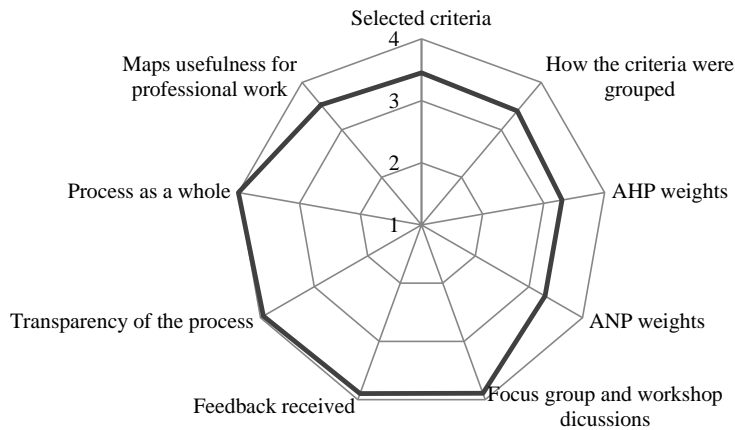 Selected criteria
4
How the criteria were
grouped
3
2
1
AHP weights
ANP weights
Focus group and workshop
dicussions
Feedback received
Transparency of the process
Process as a whole
Maps usefulness for
professional work